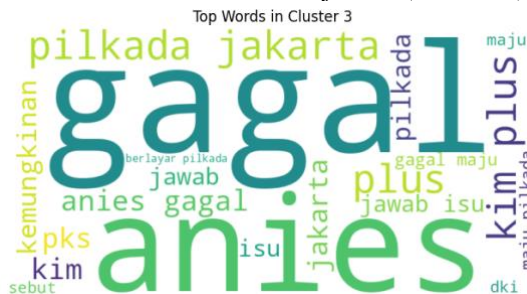 Top Words in Cluster 3
pilkada jakarta
pilkada
maju
gagal
kim plus
kemungkinan
berlayar pilkada
jawab
gagal maju
plus
anies gagal
jakarta
jawab isu
pks
anies
isu
kim
maju pilkada
sebut
dki